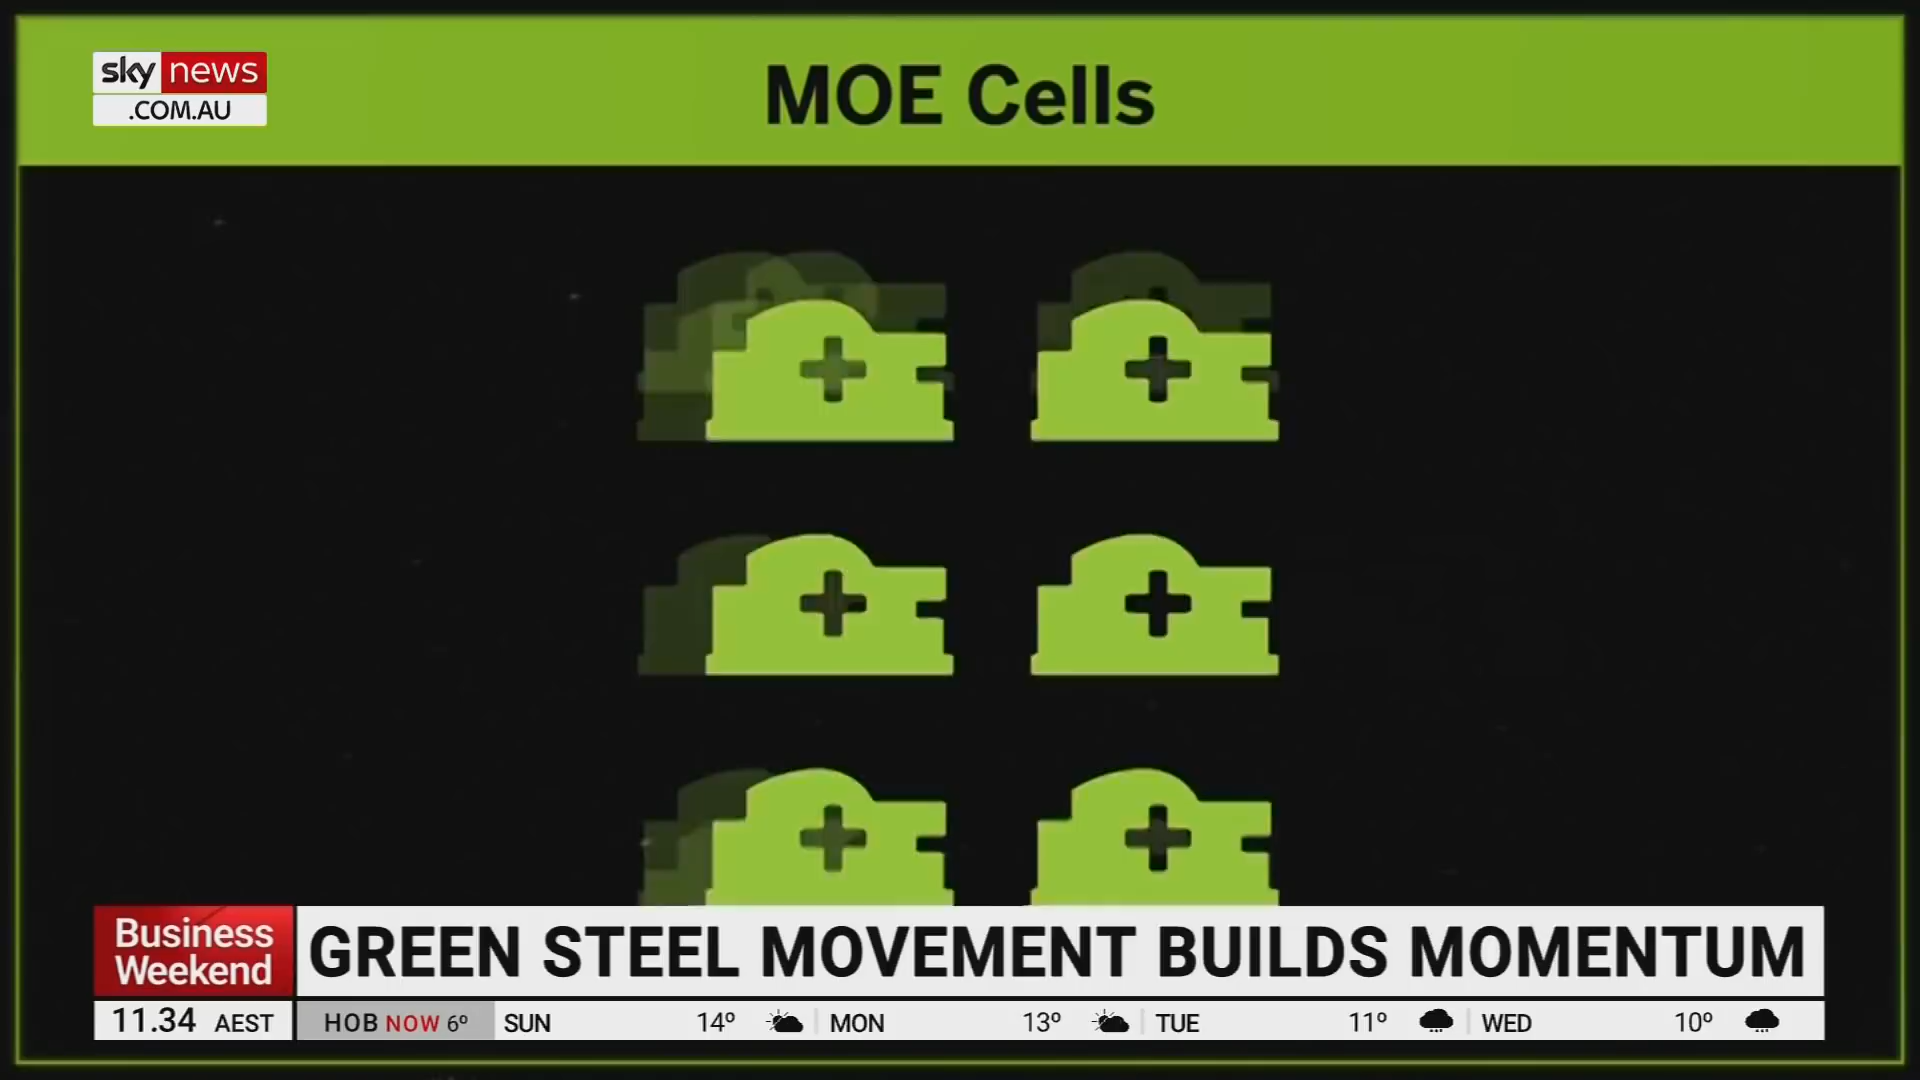 sky news
.COM.AU
MOE Cells
Business
Weekend
GREEN STEEL MOVEMENT BUILDS MOMENTUM
11.34 AEST
HOB NOW 6º SUN 14º MON 13º TUE 11º WED 10º